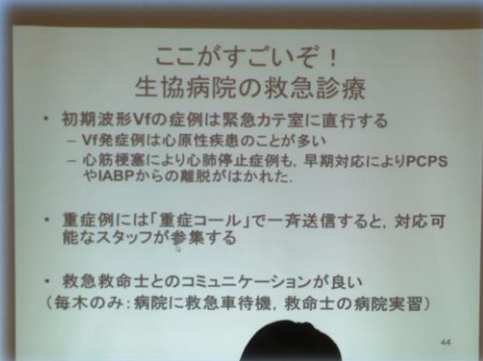 ここがすごいぞ！
生協病院の救急診療
• 初期波形Vfの症例は緊急カテ室に直行する
– Vf発症例は心原性疾患のことが多い
– 心筋梗塞により心肺停止症例も，早期対応によりPCPS
やIABPからの離脱がはかれた.
• 重症例には「重症コール」で一斉送信すると，対応可
能なスタッフが参集する
• 救急救命士とのコミュニケーションが良い
（毎木のみ：病院に救急車待機，救命士の病院実習）
44